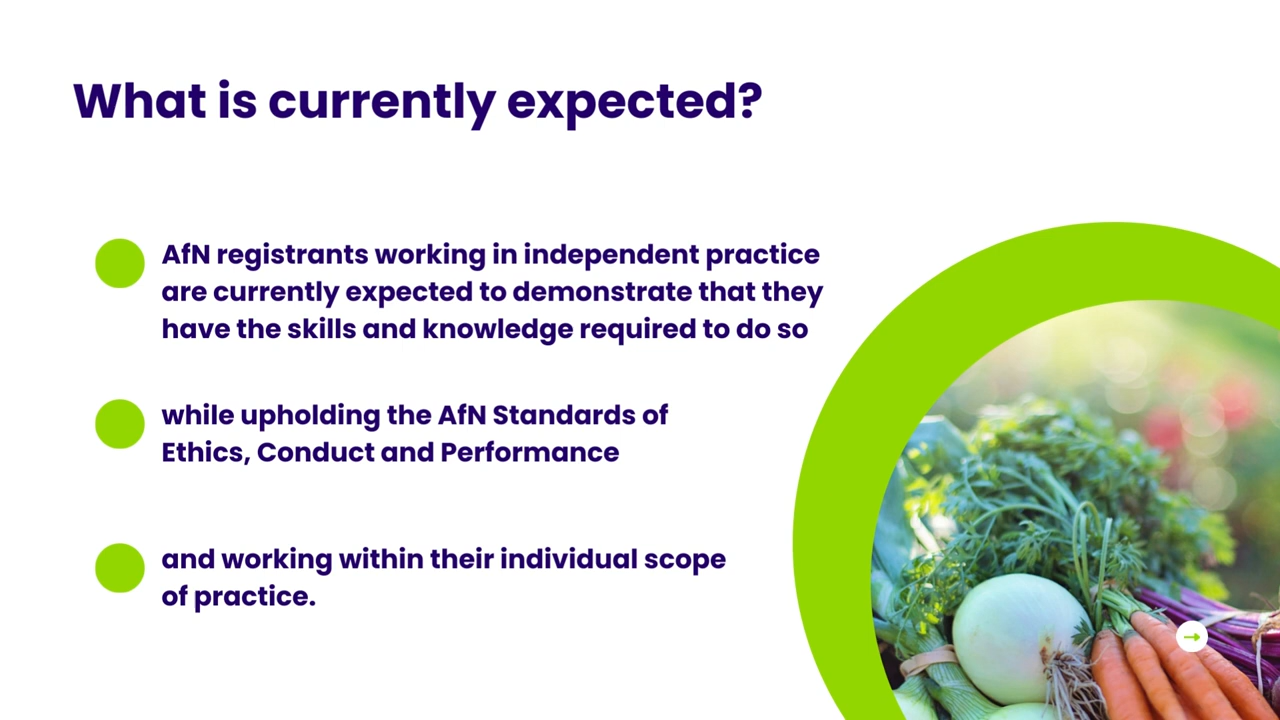 What is currently expected?
AfN registrants working in independent practice
are currently expected to demonstrate that they
have the skills and knowledge required to do so
while upholding the AfN Standards of
Ethics, Conduct and Performance
and working within their individual scope
of practice.